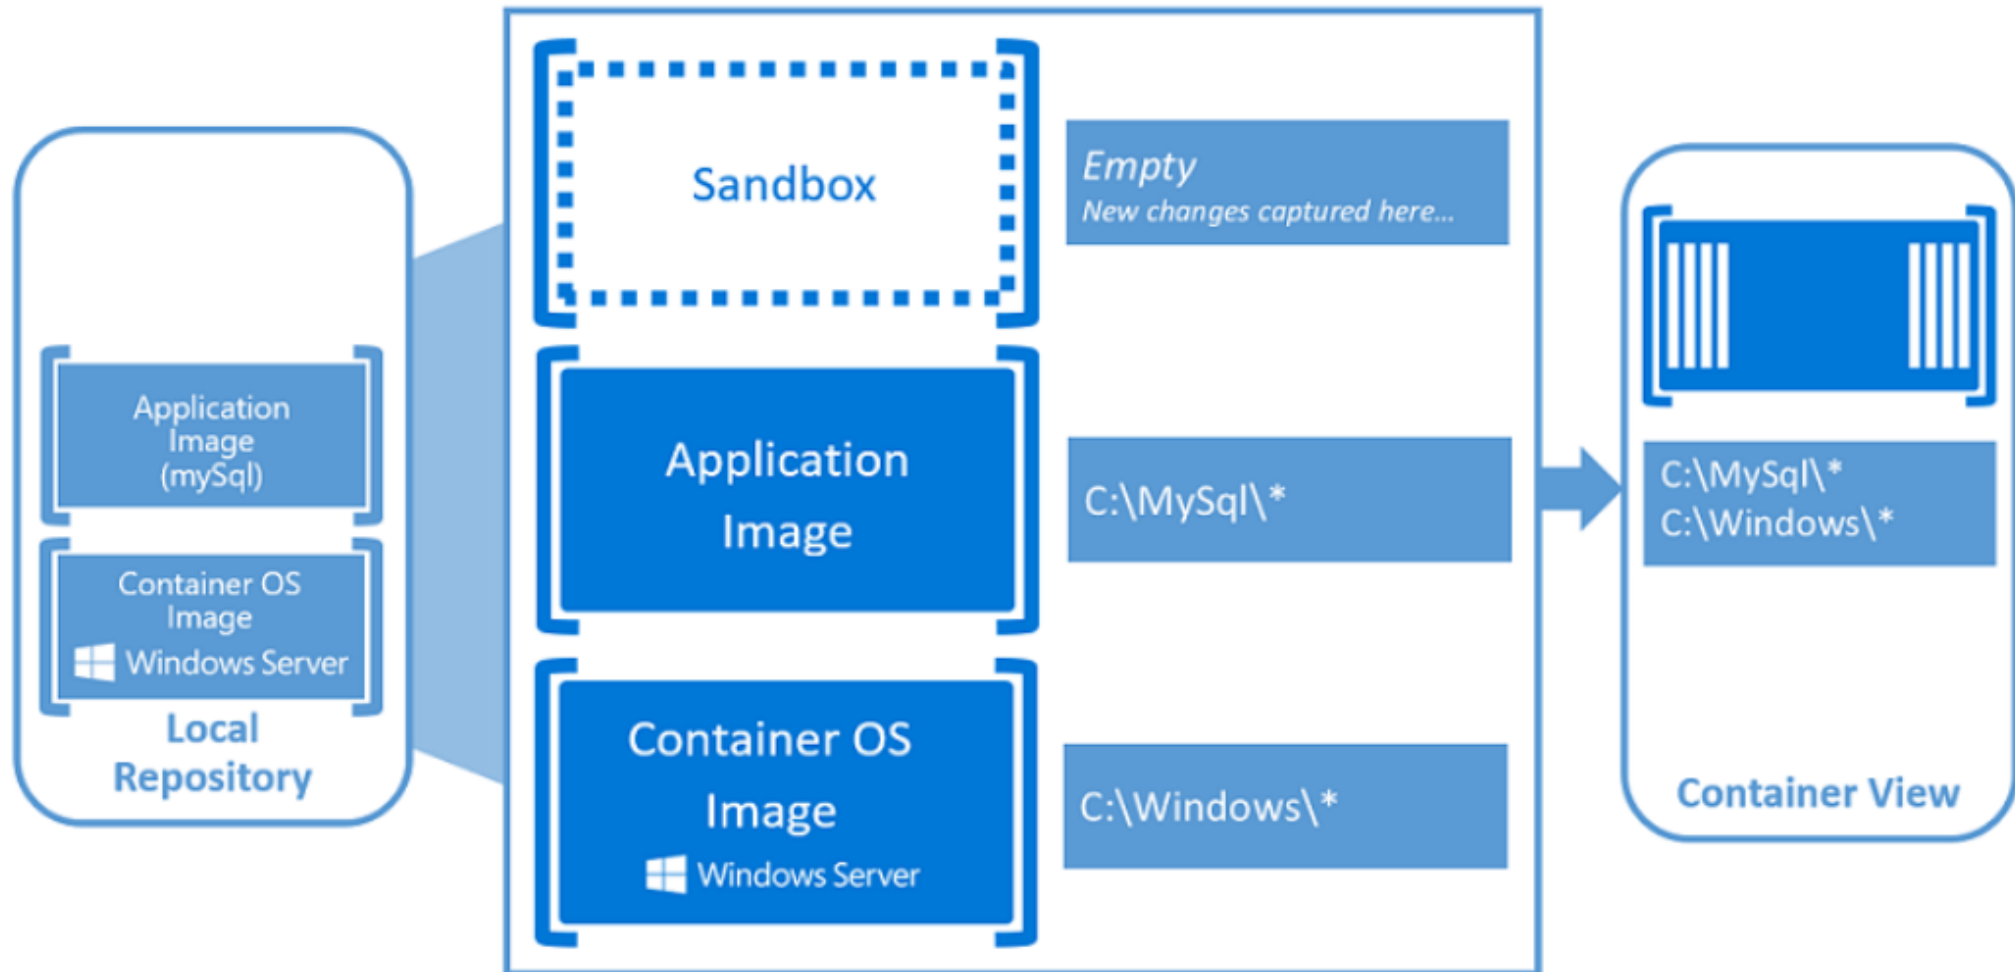 Application
Image
(mySql)
Container OS
Image
Windows Server
Local
Repository
Sandbox
Empty
New changes captured here...
Application
Image
C:\MySql\*
Container OS
Image
Windows Server
C:\Windows\*
C:\MySql\*
C:\Windows\*
Container View